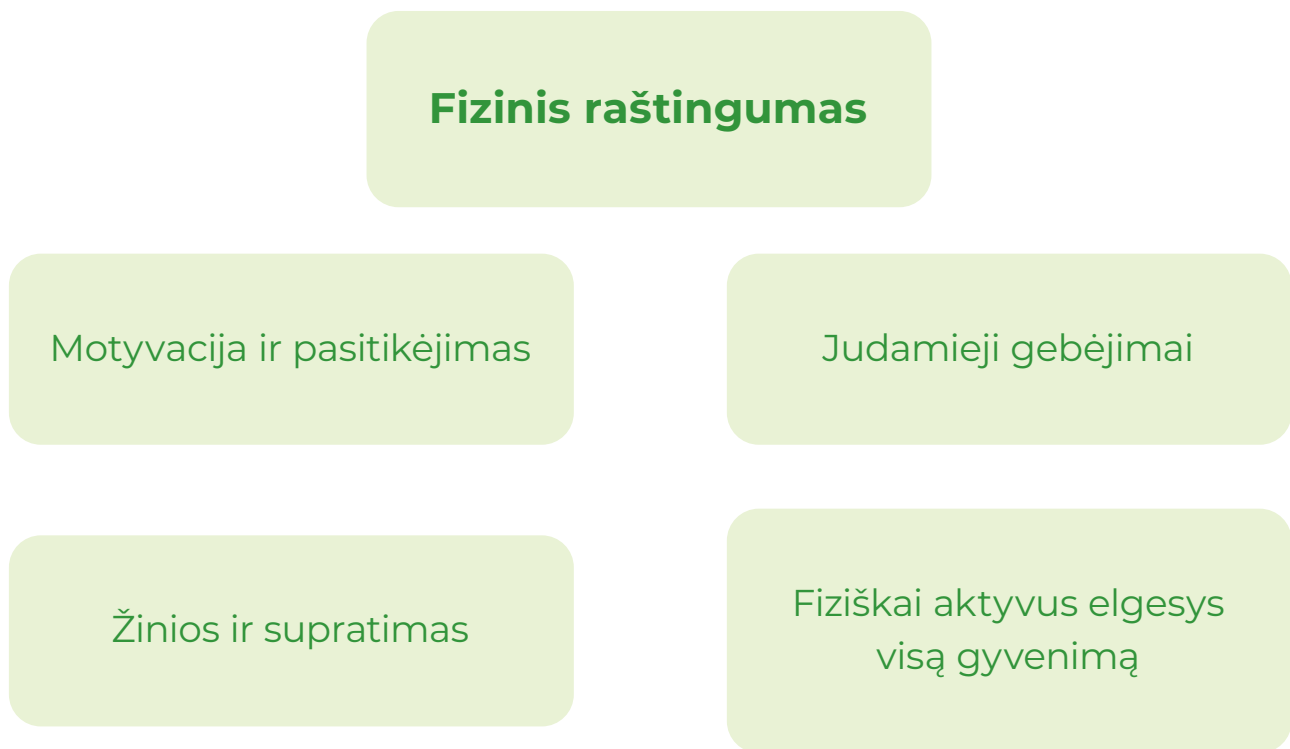 Fizinis raštingumas
Motyvacija ir pasitikėjimas
Judamieji gebėjimai
Žinios ir supratimas
Fiziškai aktyvus elgesys
visą gyvenimą